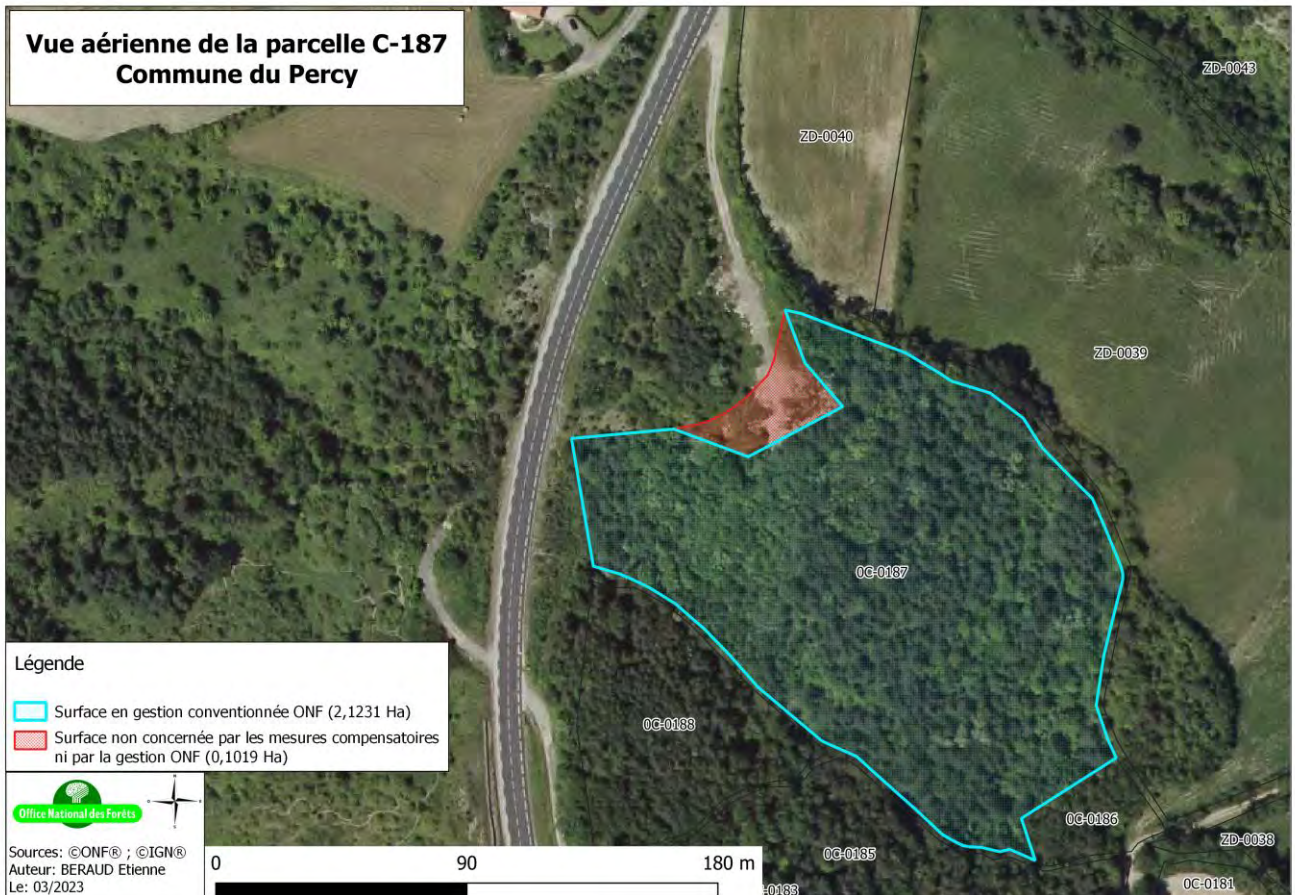 Vue aérienne de la parcelle C-187
Commune du Percy
ZD-0043
ZD-0040
ZD-0039
0C-0187
0C-0188
0C-0186
ZD-0038
0C-0185
0C-0181
-0183
Légende
Surface en gestion conventionnée ONF (2,1231 Ha)
Surface non concernée par les mesures compensatoires
ni par la gestion ONF (0,1019 Ha)
Office National des Forêts
Sources: ©ONF® ; ©IGN®
Auteur: BERAUD Etienne
Le: 03/2023
0 90 180 m